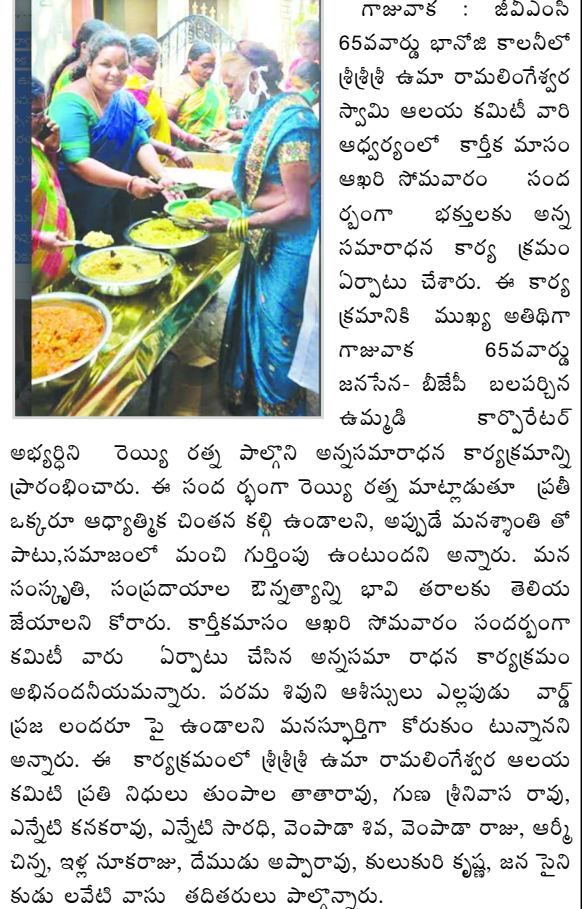 గాజువాక : జీవీఎంసీ
65వవార్డు భానోజి కాలనీలో
శ్రీశ్రీశ్రీ ఉమా రామలింగేశ్వర
స్వామి ఆలయ కమిటీ వారి
ఆధ్వర్యంలో కార్తీక మాసం
ఆఖరి సోమవారం సంద
ర్బంగా భక్తులకు అన్న
సమారాధన కార్య క్రమం
ఏర్పాటు చేశారు. ఈ కార్య
క్రమానికి ముఖ్య అతిథిగా
గాజువాక 65వవార్డు
జనసేన- బీజేపీ బలపర్చిన
ఉమ్మడి కార్పొరేటర్
అభ్యర్ధిని రెయ్యి రత్న పాల్గొని అన్నసమారాధన కార్యక్రమాన్ని
ప్రారంభించారు. ఈ సంద ర్భంగా రెయ్యి రత్న మాట్లాడుతూ ప్రతీ
ఒక్కరూ ఆధ్యాత్మిక చింతన కల్గి ఉండాలని, అప్పుడే మనశ్శాంతి తో
పాటు,సమాజంలో మంచి గుర్తింపు ఉంటుందని అన్నారు. మన
సంస్కృతి, సంప్రదాయాల ఔన్నత్యాన్ని భావి తరాలకు తెలియ
జేయాలని కోరారు. కార్తీకమాసం ఆఖరి సోమవారం సందర్భంగా
కమిటీ వారు ఏర్పాటు చేసిన అన్నసమా రాధన కార్యక్రమం
అభినందనీయమన్నారు. పరమ శివుని ఆశీస్సులు ఎల్లపుడు వార్డ్
ప్రజ లందరూ పై ఉండాలని మనస్ఫూర్తిగా కోరుకుం టున్నానని
అన్నారు. ఈ కార్యక్రమంలో శ్రీశ్రీశ్రీ ఉమా రామలింగేశ్వర ఆలయ
కమిటి ప్రతి నిధులు తుంపాల తాతారావు, గుణ శ్రీనివాస రావు,
ఎన్నేటి కనకరావు, ఎన్నేటి సారధి, వెంపాడా శివ, వెంపాడా రాజు, ఆర్మీ
చిన్న, ఇళ్ల నూకరాజు, దేముడు అప్పారావు, కులుకురి కృష్ణ, జన సైని
కుడు లవేటి వాసు తదితరులు పాల్గొన్నారు.